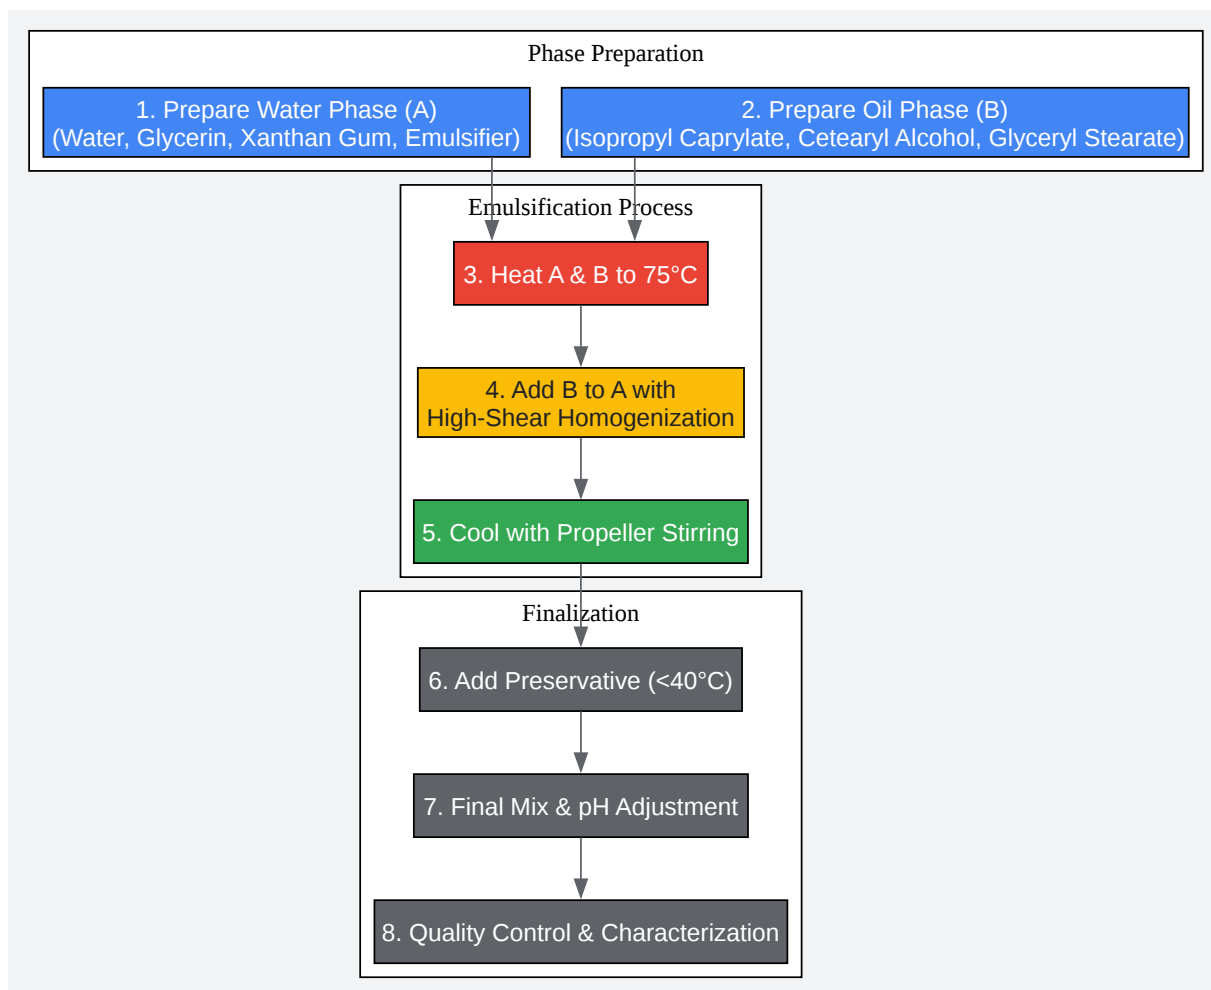 Phase Preparation
1. Prepare Water Phase (A)
(Water, Glycerin, Xanthan Gum, Emulsifier)
2. Prepare Oil Phase (B)
(Isopropyl Caprylate, Cetearyl Alcohol, Glyceryl Stearate)
Emulsification Process
3. Heat A & B to 75°C
4. Add B to A with
High-Shear Homogenization
5. Cool with Propeller Stirring
Finalization
6. Add Preservative (<40°C)
7. Final Mix & pH Adjustment
8. Quality Control & Characterization